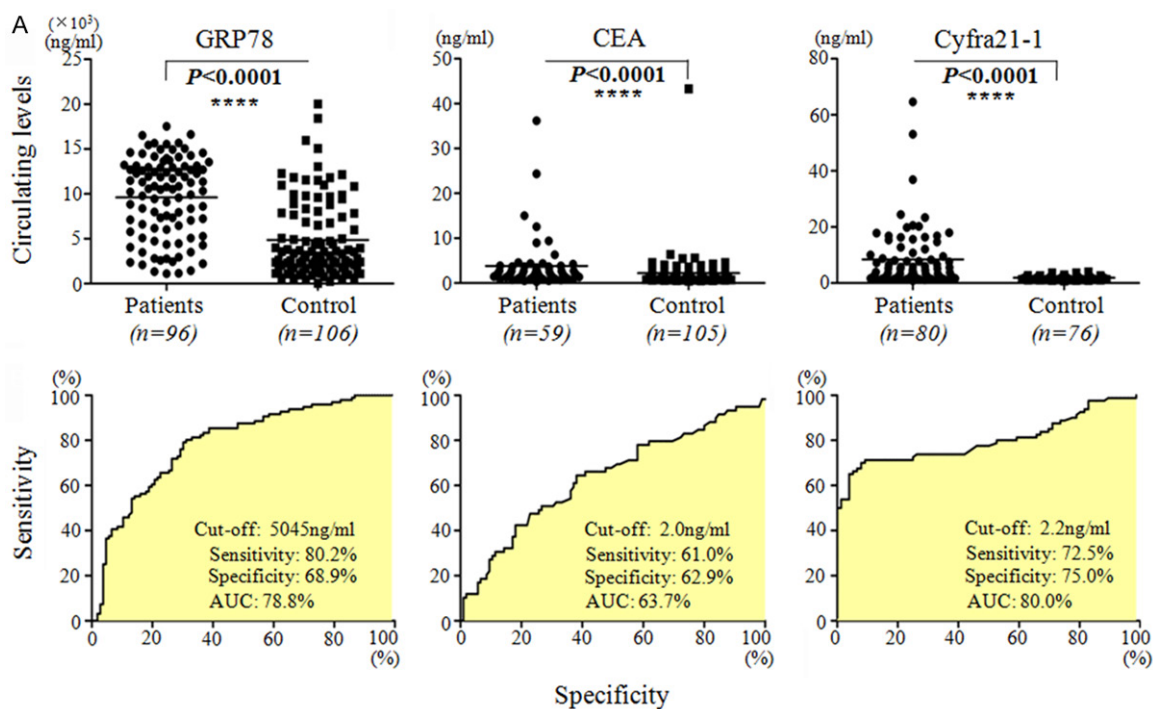 A
(×10³)
(ng/ml)
GRP78
25
20
15
10
5
0
P<0.0001
****
Patients
(n=96)
Control
(n=106)
(ng/ml)
CEA
50
40
30
20
10
0
P<0.0001
****
Patients
(n=59)
Control
(n=105)
(ng/ml)
Cyfra21-1
80
60
40
20
0
P<0.0001
****
Patients
(n=80)
Control
(n=76)
Circulating levels
(%)
100
80
60
40
20
0
Cut-off: 5045ng/ml
Sensitivity: 80.2%
Specificity: 68.9%
AUC: 78.8%
0 20 40 60 80 100
(%)
(%)
100
80
60
40
20
0
Cut-off: 2.0ng/ml
Sensitivity: 61.0%
Specificity: 62.9%
AUC: 63.7%
0 20 40 60 80 100
(%)
(%)
100
80
60
40
20
0
Cut-off: 2.2ng/ml
Sensitivity: 72.5%
Specificity: 75.0%
AUC: 80.0%
0 20 40 60 80 100
(%)
Sensitivity
Specificity